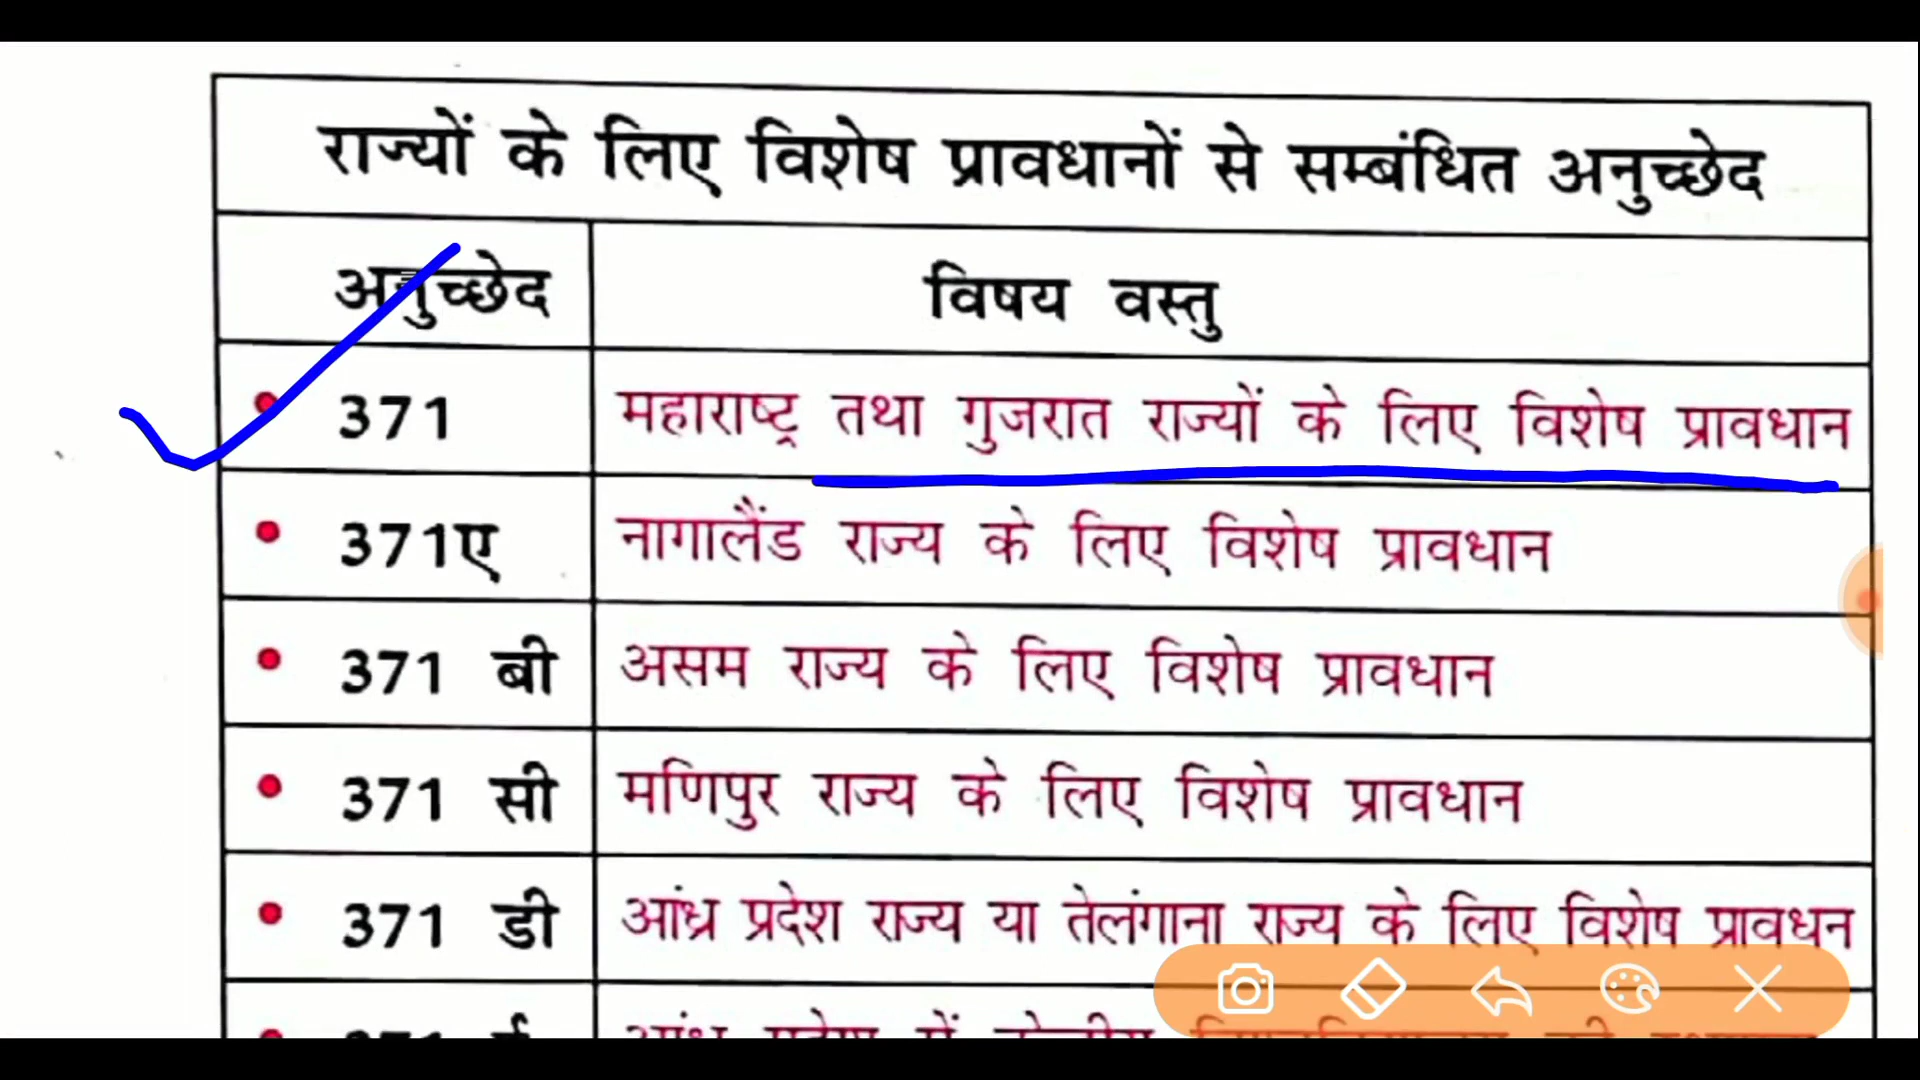 राज्यों के लिए विशेष प्रावधानों से सम्बंधित अनुच्छेद
अनुच्छेद विषय वस्तु
• 371 महाराष्ट्र तथा गुजरात राज्यों के लिए विशेष प्रावधान
• 371ए नागालैंड राज्य के लिए विशेष प्रावधान
• 371 बी असम राज्य के लिए विशेष प्रावधान
• 371 सी मणिपुर राज्य के लिए विशेष प्रावधान
• 371 डी आंध्र प्रदेश राज्य या तेलंगाना राज्य के लिए विशेष प्रावधन